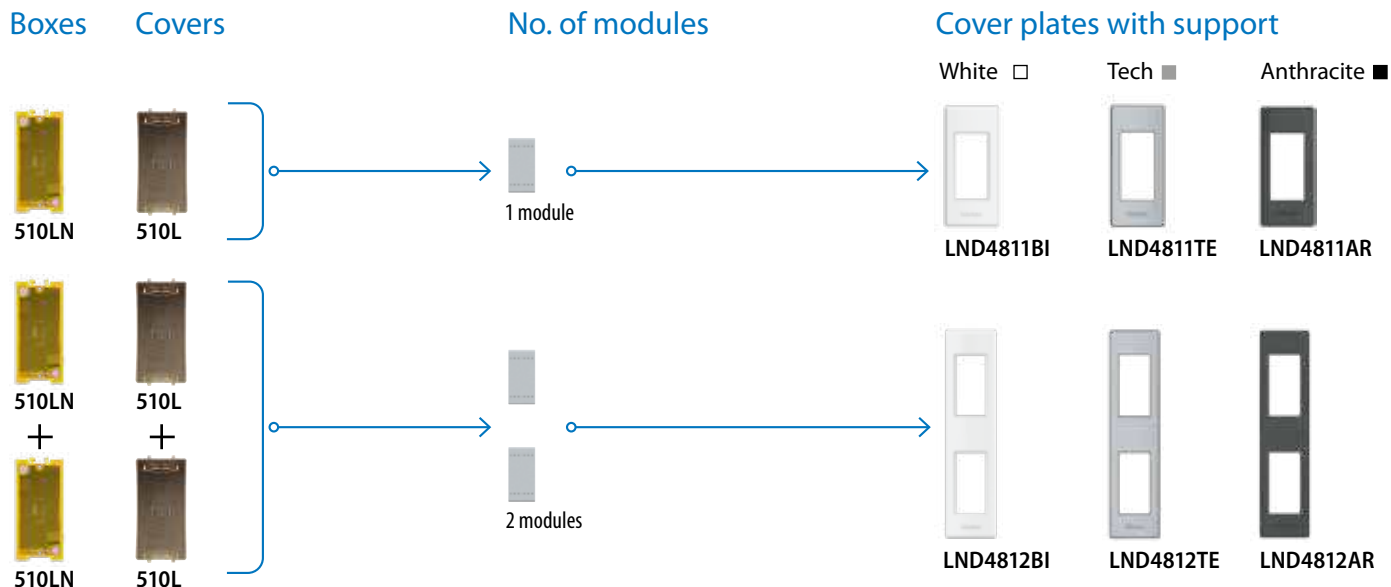 Boxes Covers No. of modules Cover plates with support
White Tech Anthracite
510LN 510L 1 module LND4811BI LND4811TE LND4811AR
510LN 510L
+ +
2 modules
510LN 510L LND4812BI LND4812TE LND4812AR